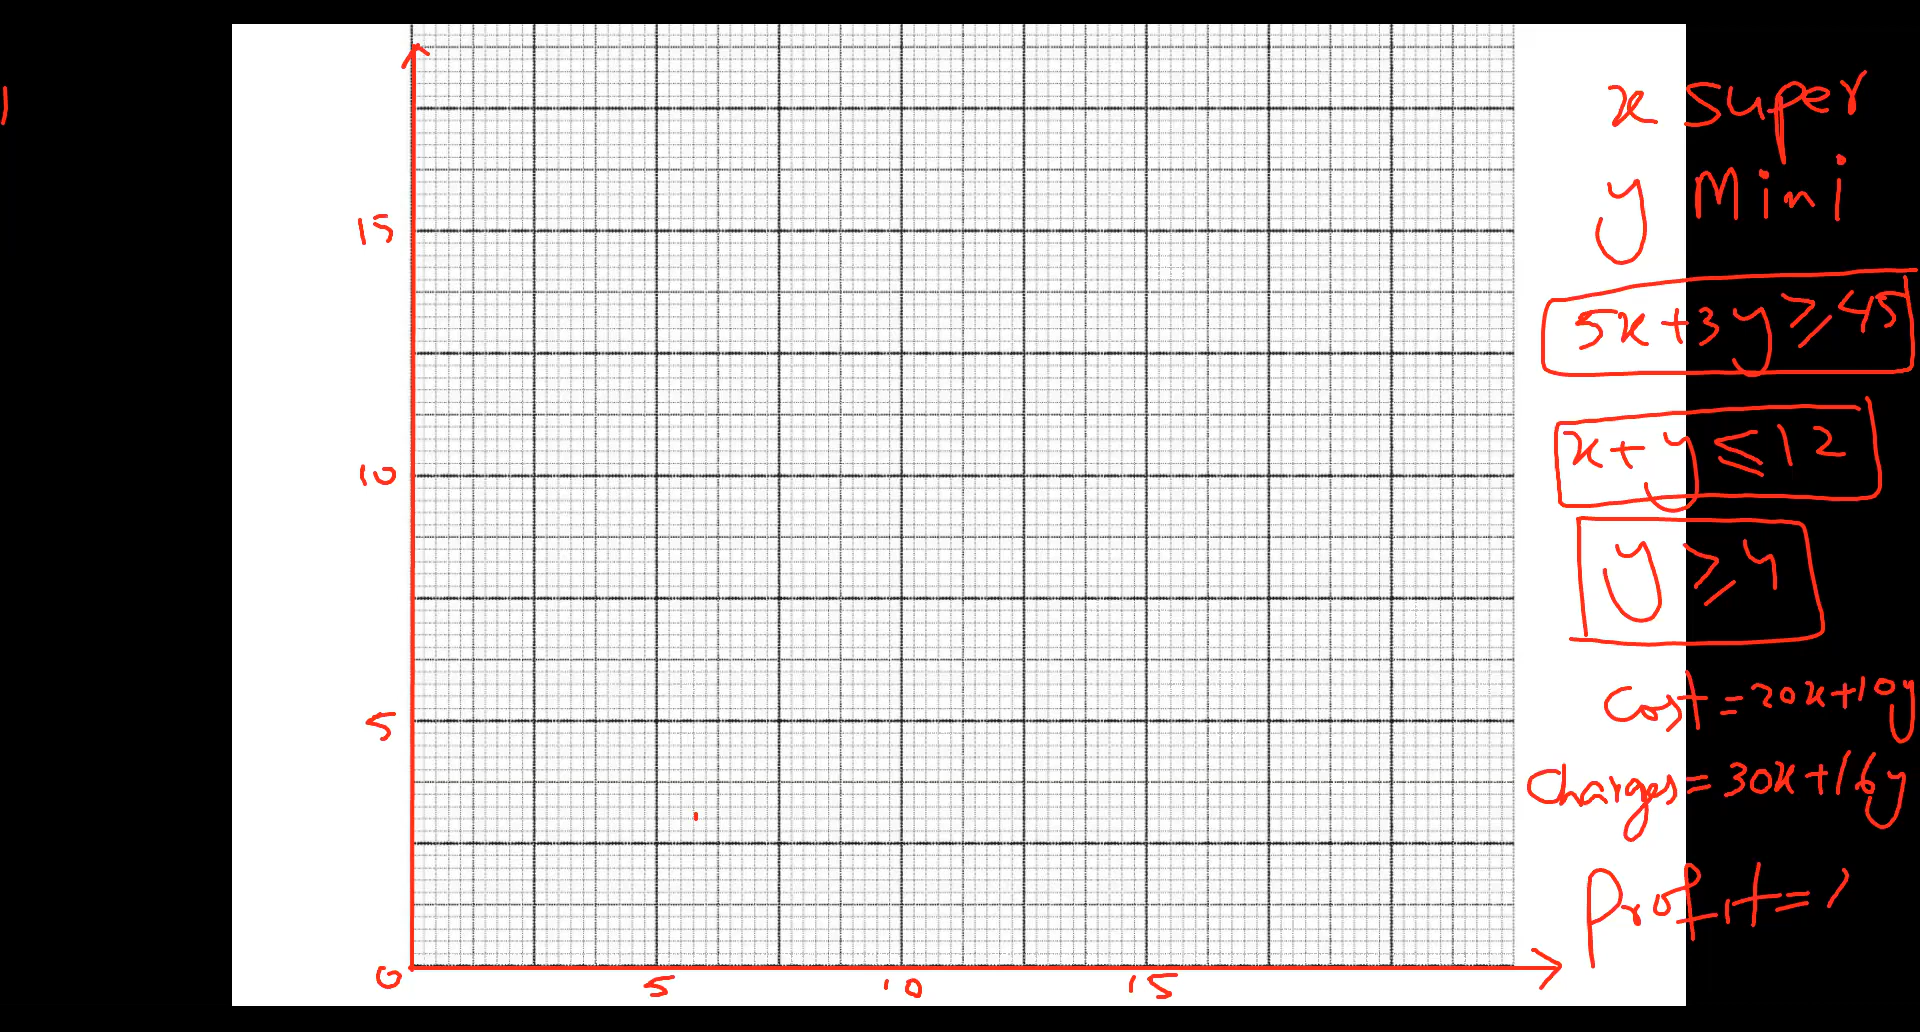 x Super
y Mini
15
5x+3y ⩾ 45
x+y ≤ 12
10
y ⩾ 4
Cost = 20x+10y
5
Charges = 30x+16y
Profit = 1
0
5 10 15